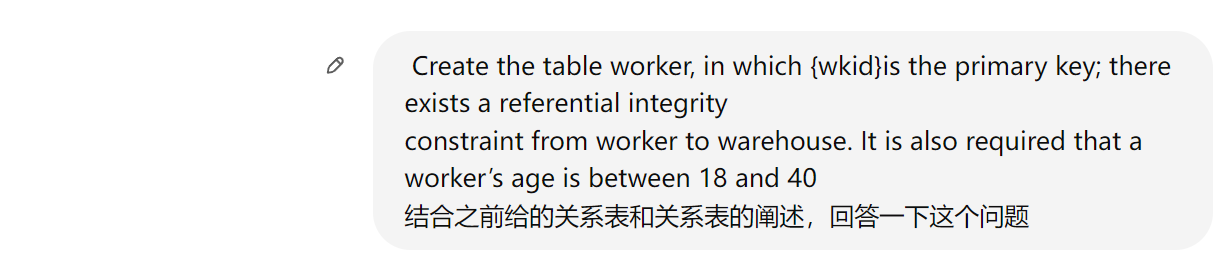 Create the table worker, in which {wkid}is the primary key; there
exists a referential integrity
constraint from worker to warehouse. It is also required that a
worker’s age is between 18 and 40
结合之前给的关系表和关系表的阐述，回答一下这个问题